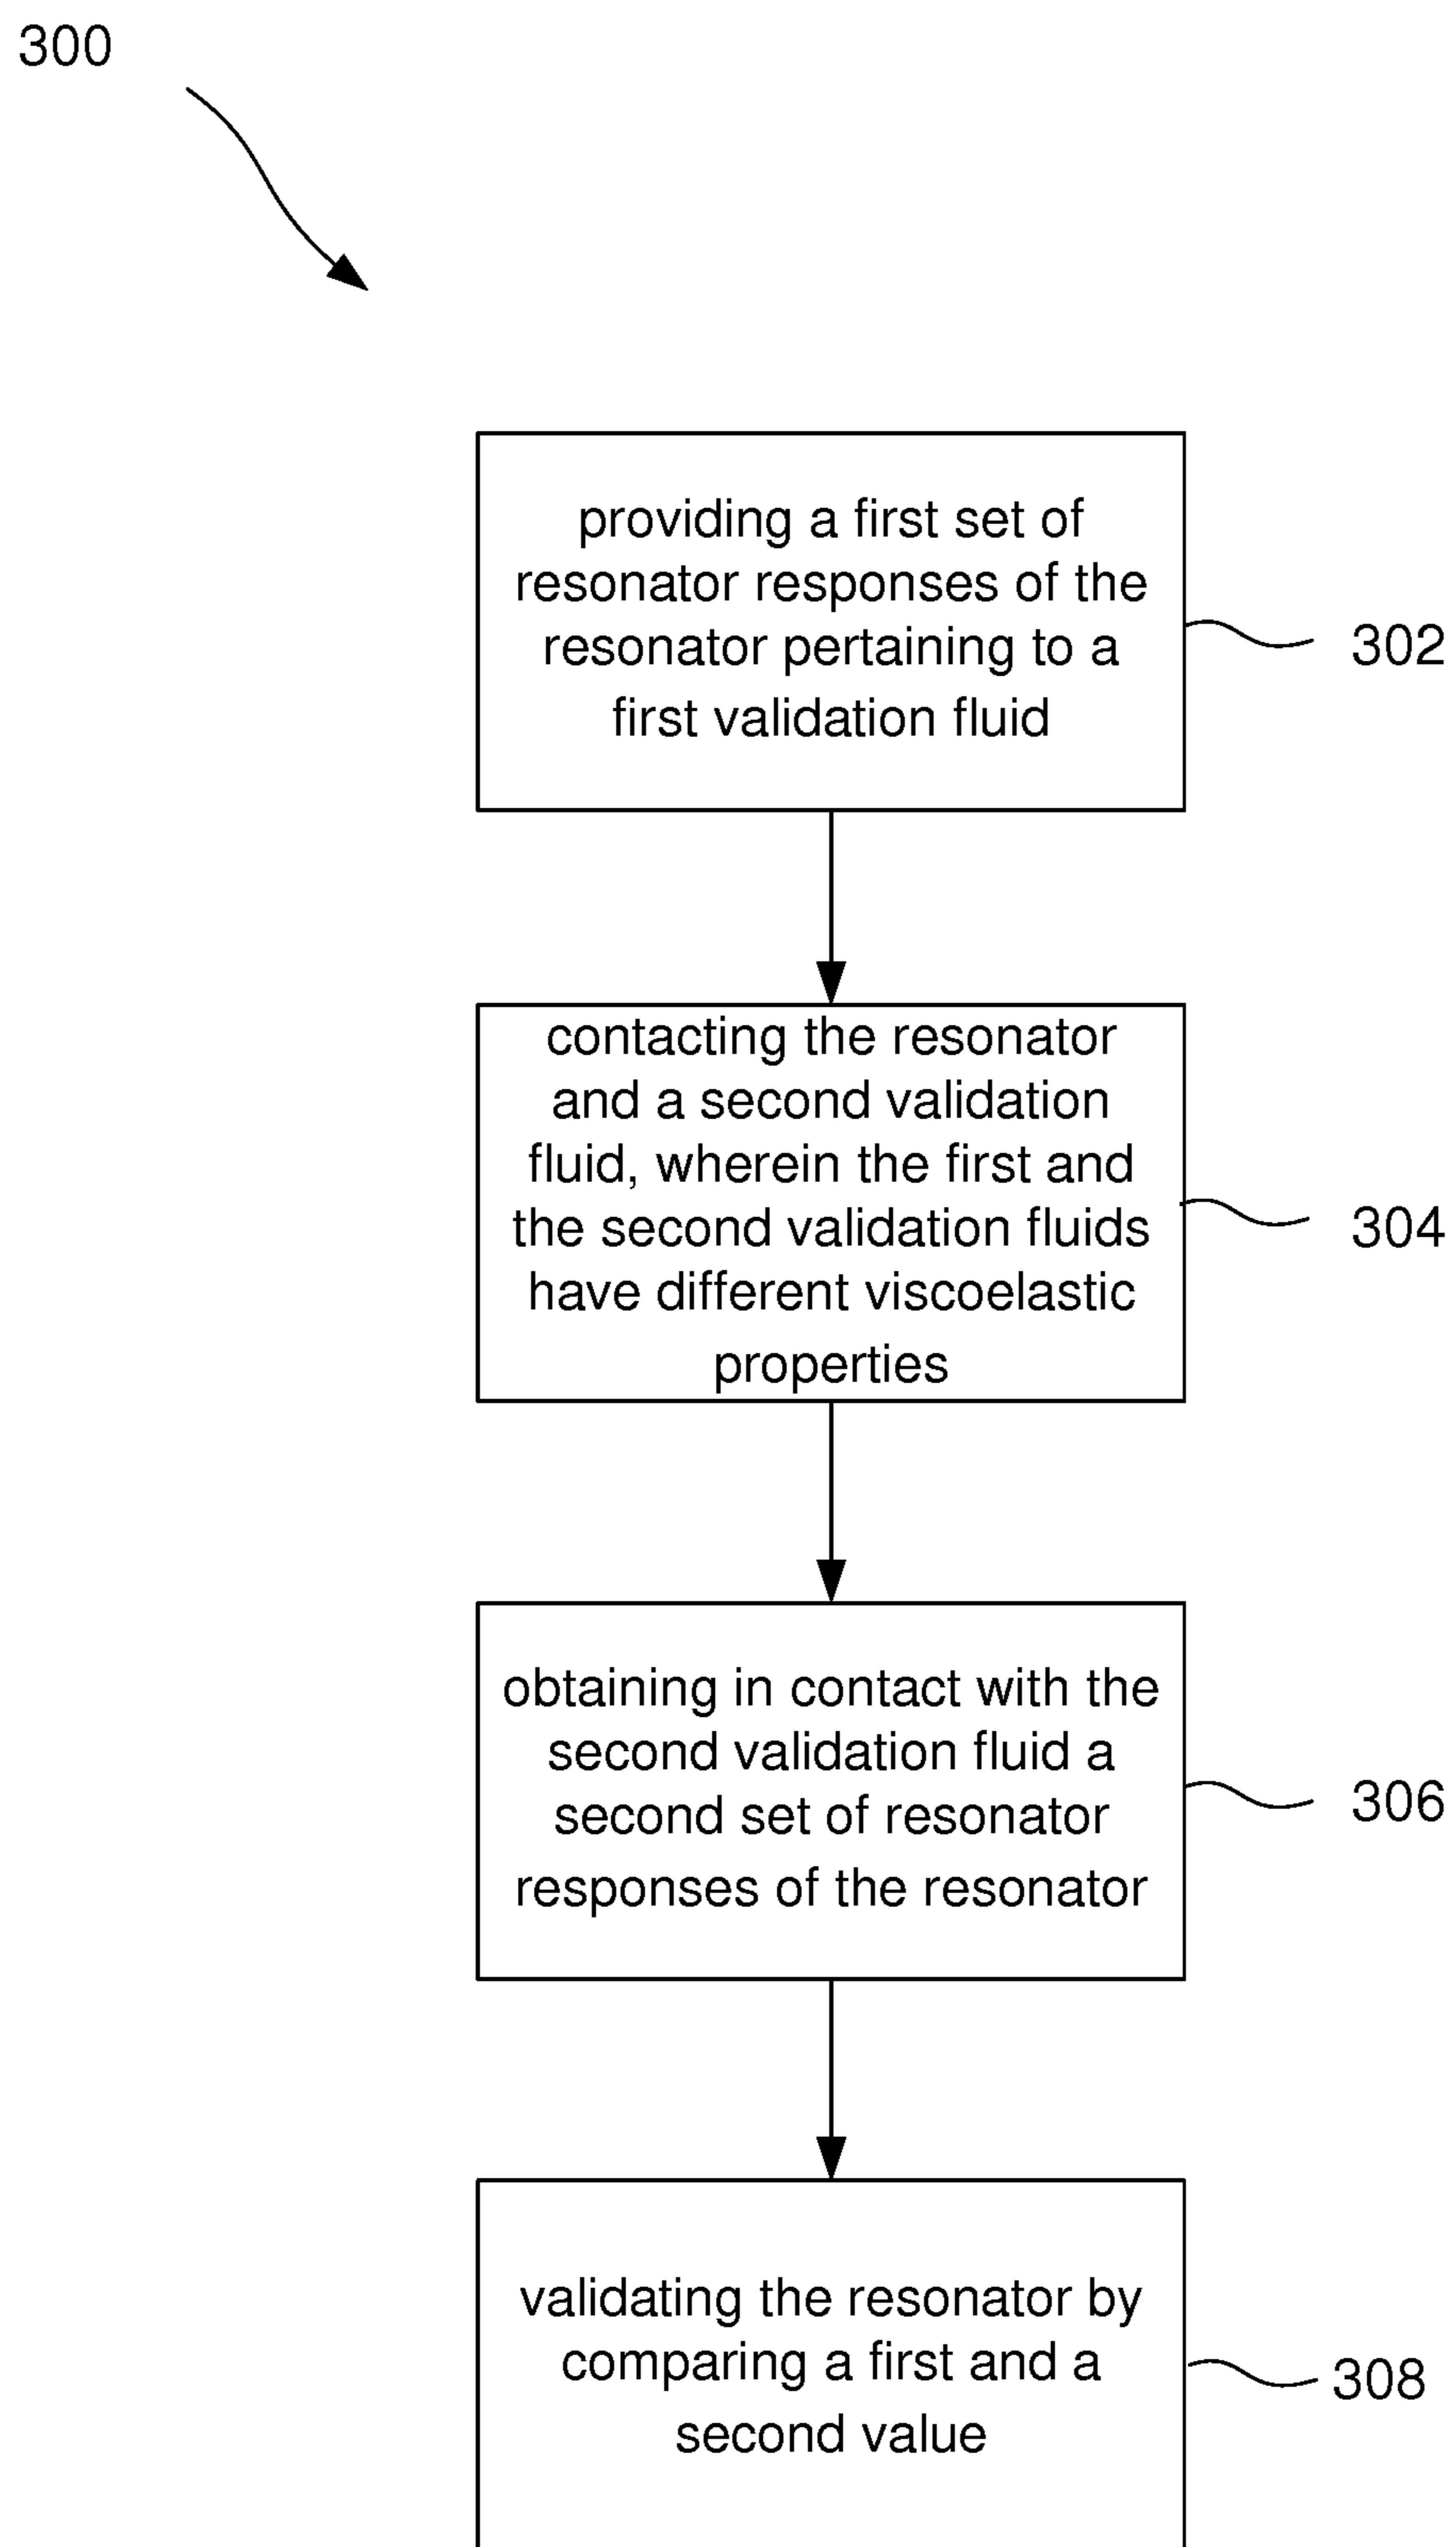 300
providing a first set of
resonator responses of the
resonator pertaining to a
first validation fluid
302
contacting the resonator
and a second validation
fluid, wherein the first and
the second validation fluids
have different viscoelastic
properties
304
obtaining in contact with the
second validation fluid a
second set of resonator
responses of the resonator
306
validating the resonator by
comparing a first and a
second value
308